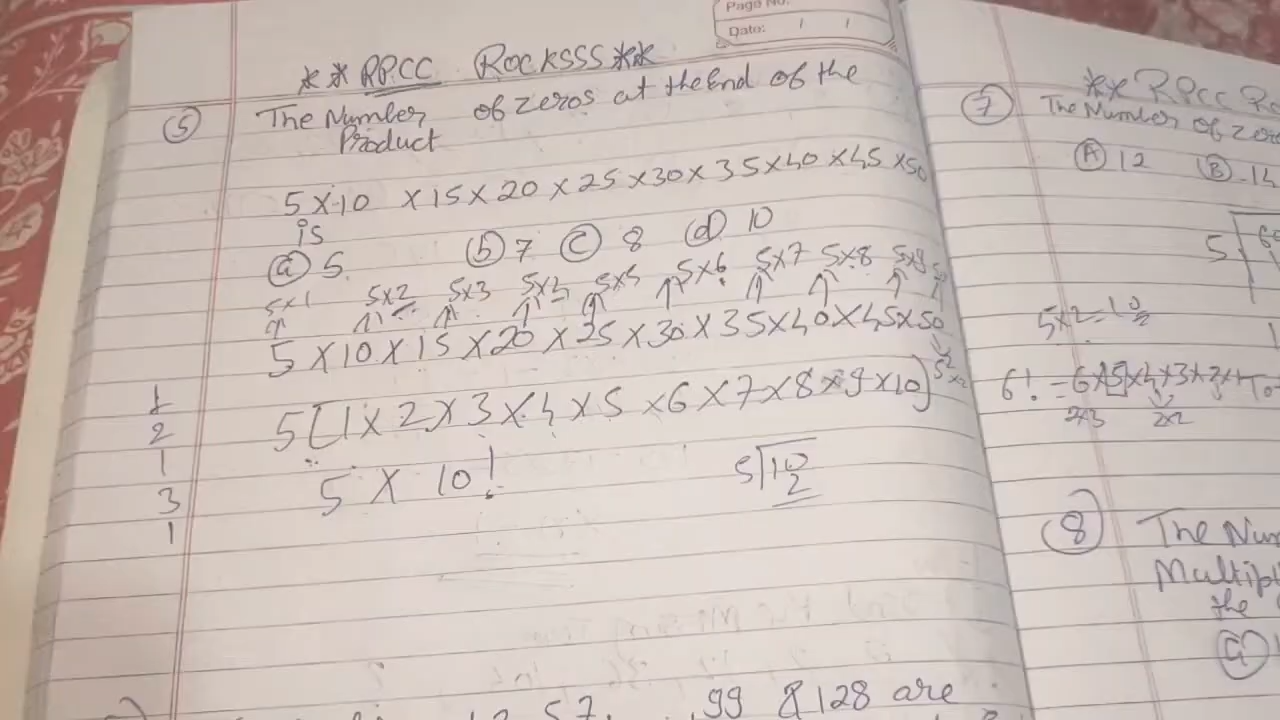 Page No.
Date: / /
** RPCC ROCKSSS **
5 The Number of zeros at the End of the
Product
5 X 10 X 15 X 20 X 25 X 30 X 35 X 40 X 45 X 50
is
a 5. b 7 c 8 d 10
5x1 5x2 5x3 5x4 5x5 5x6 5x7 5x8 5x9
5 X 10 X 15 X 20 X 25 X 30 X 35 X 40 X 45 X 50
5[1 X 2 X 3 X 4 X 5 X 6 X 7 X 8 X 9 X 10]
1
2
1
3
1
5 X 10!
5 10
2
57, 99 & 128 are
** RPCC
7 The Number of
A 12 B
5
5x2=10
6! = 6x5x4x3x2x1
2x3 2x2
8 The
the
a